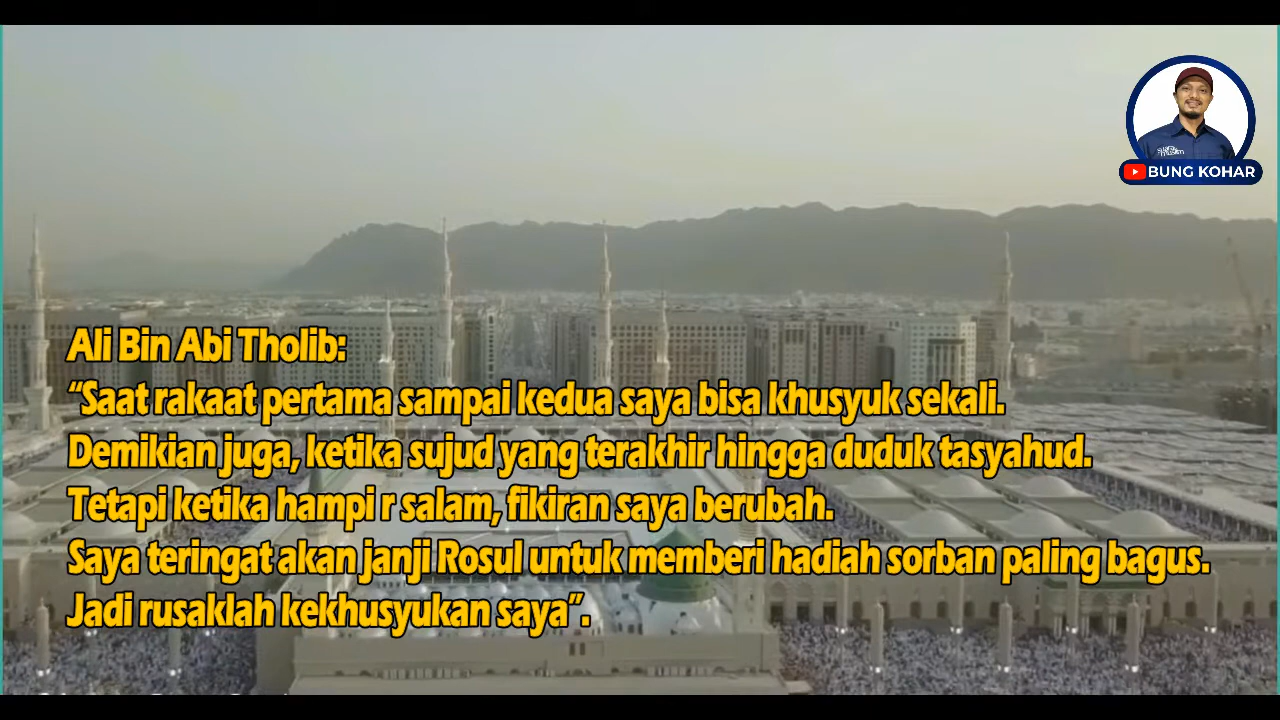 BUNG KOHAR
Ali Bin Abi Tholib:
“Saat rakaat pertama sampai kedua saya bisa khusyuk sekali.
Demikian juga, ketika sujud yang terakhir hingga duduk tasyahud.
Tetapi ketika hampi r salam, fikiran saya berubah.
Saya teringat akan janji Rosul untuk memberi hadiah sorban paling bagus.
Jadi rusaklah kekhusyukan saya”.